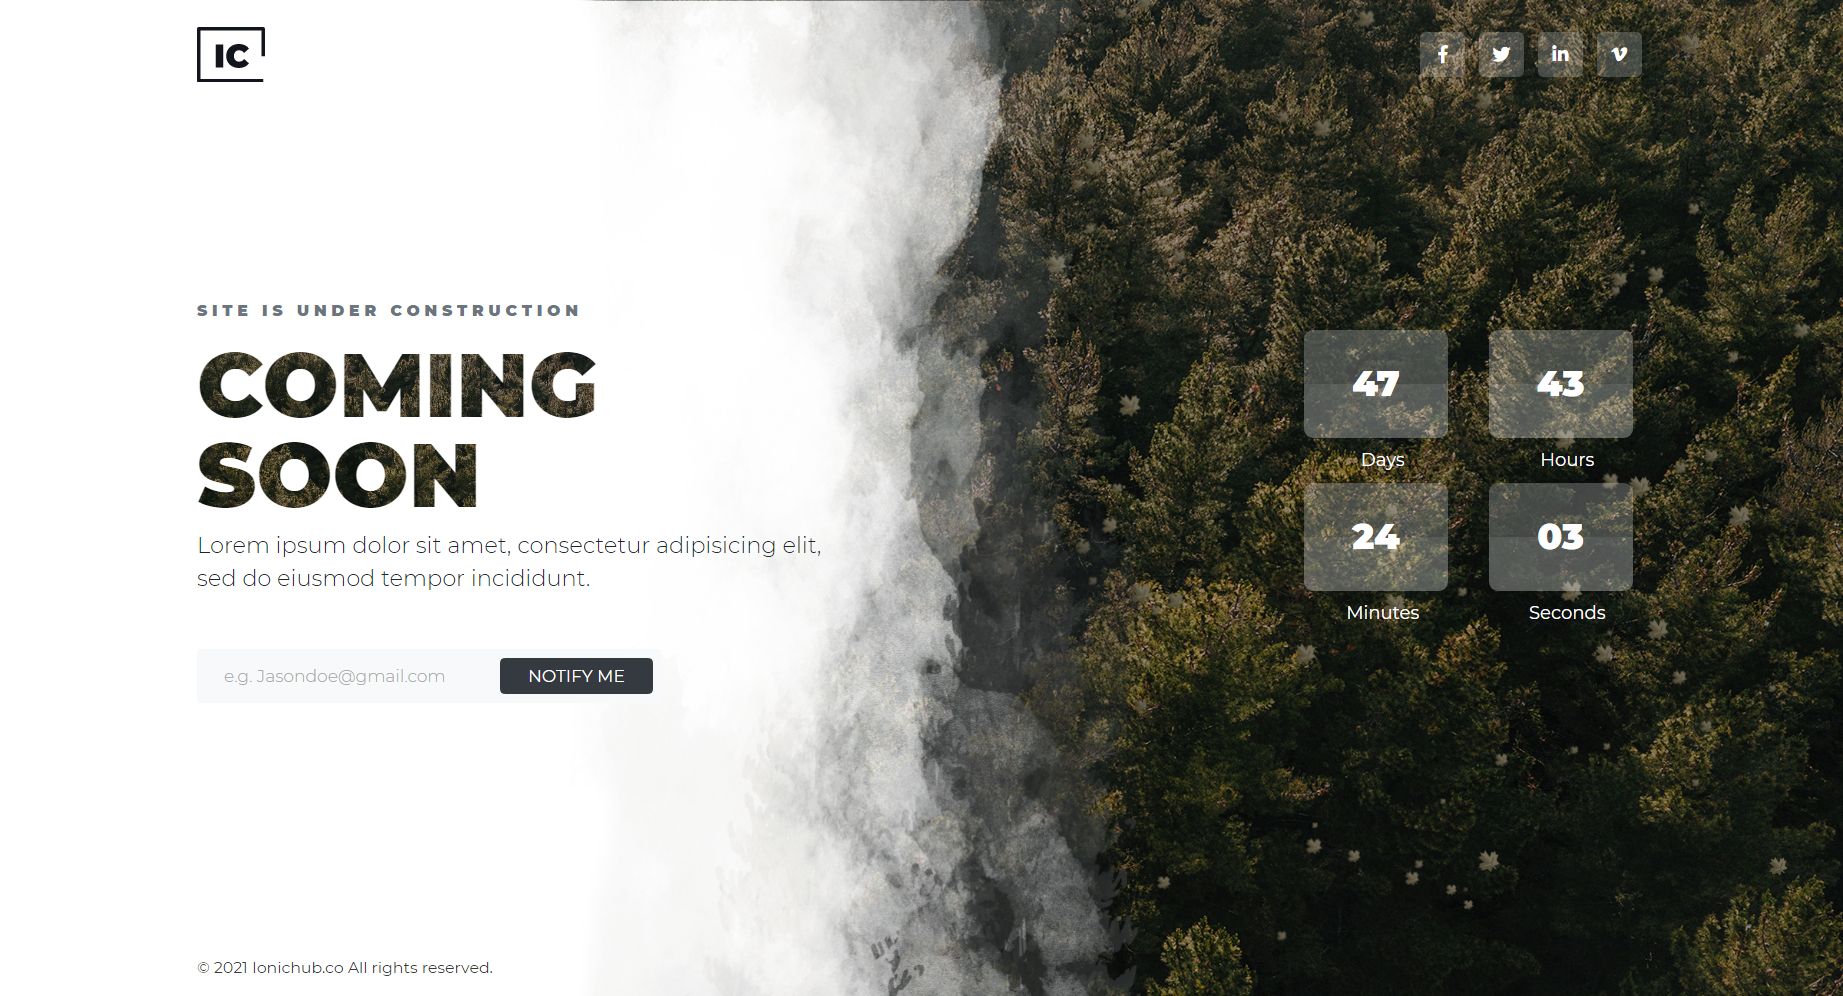 IC
SITE IS UNDER CONSTRUCTION
COMING
SOON
Lorem ipsum dolor sit amet, consectetur adipisicing elit,
sed do eiusmod tempor incididunt.
e.g. Jasondoe@gmail.com
NOTIFY ME
47
43
Days
Hours
24
03
Minutes
Seconds
© 2021 Ionichub.co All rights reserved.